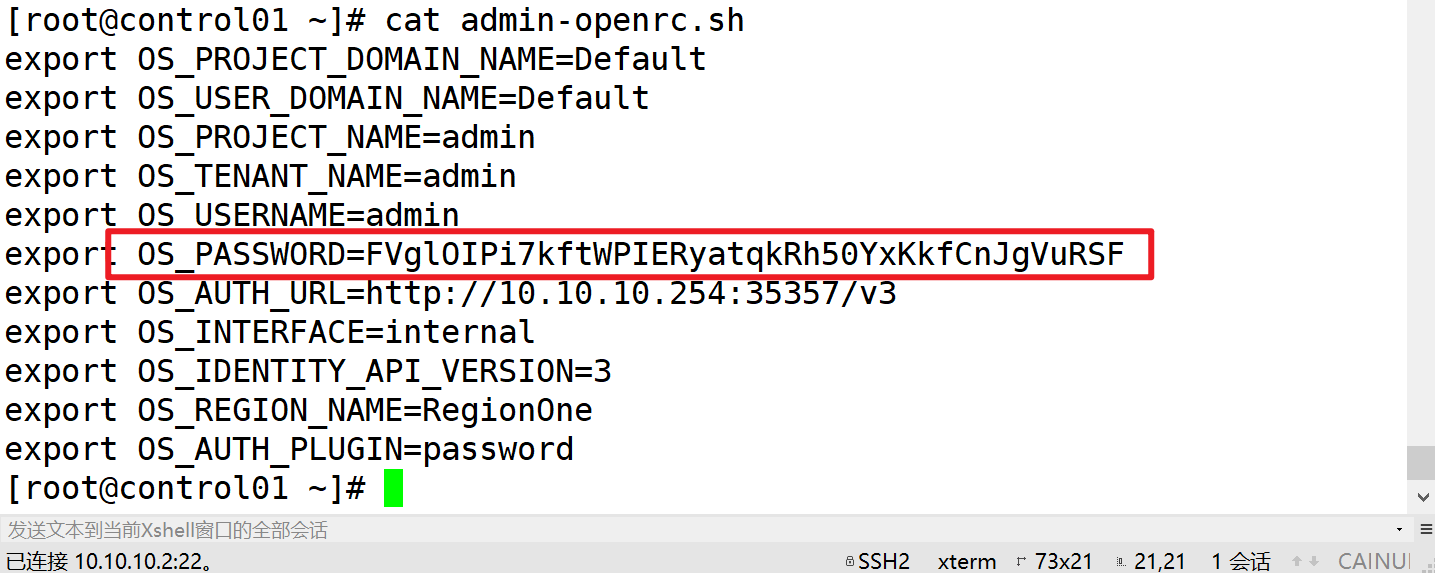 [root@control01 ~]# cat admin-openrc.sh
export OS_PROJECT_DOMAIN_NAME=Default
export OS_USER_DOMAIN_NAME=Default
export OS_PROJECT_NAME=admin
export OS_TENANT_NAME=admin
export OS_USERNAME=admin
export OS_PASSWORD=FVglOIPi7kftWPIERyatqkRh50YxKkfCnJgVuRSF
export OS_AUTH_URL=http://10.10.10.254:35357/v3
export OS_INTERFACE=internal
export OS_IDENTITY_API_VERSION=3
export OS_REGION_NAME=RegionOne
export OS_AUTH_PLUGIN=password
[root@control01 ~]#
发送文本到当前Xshell窗口的全部会话
已连接 10.10.10.2:22。 SSH2 xterm 73x21 21,21 1 会话